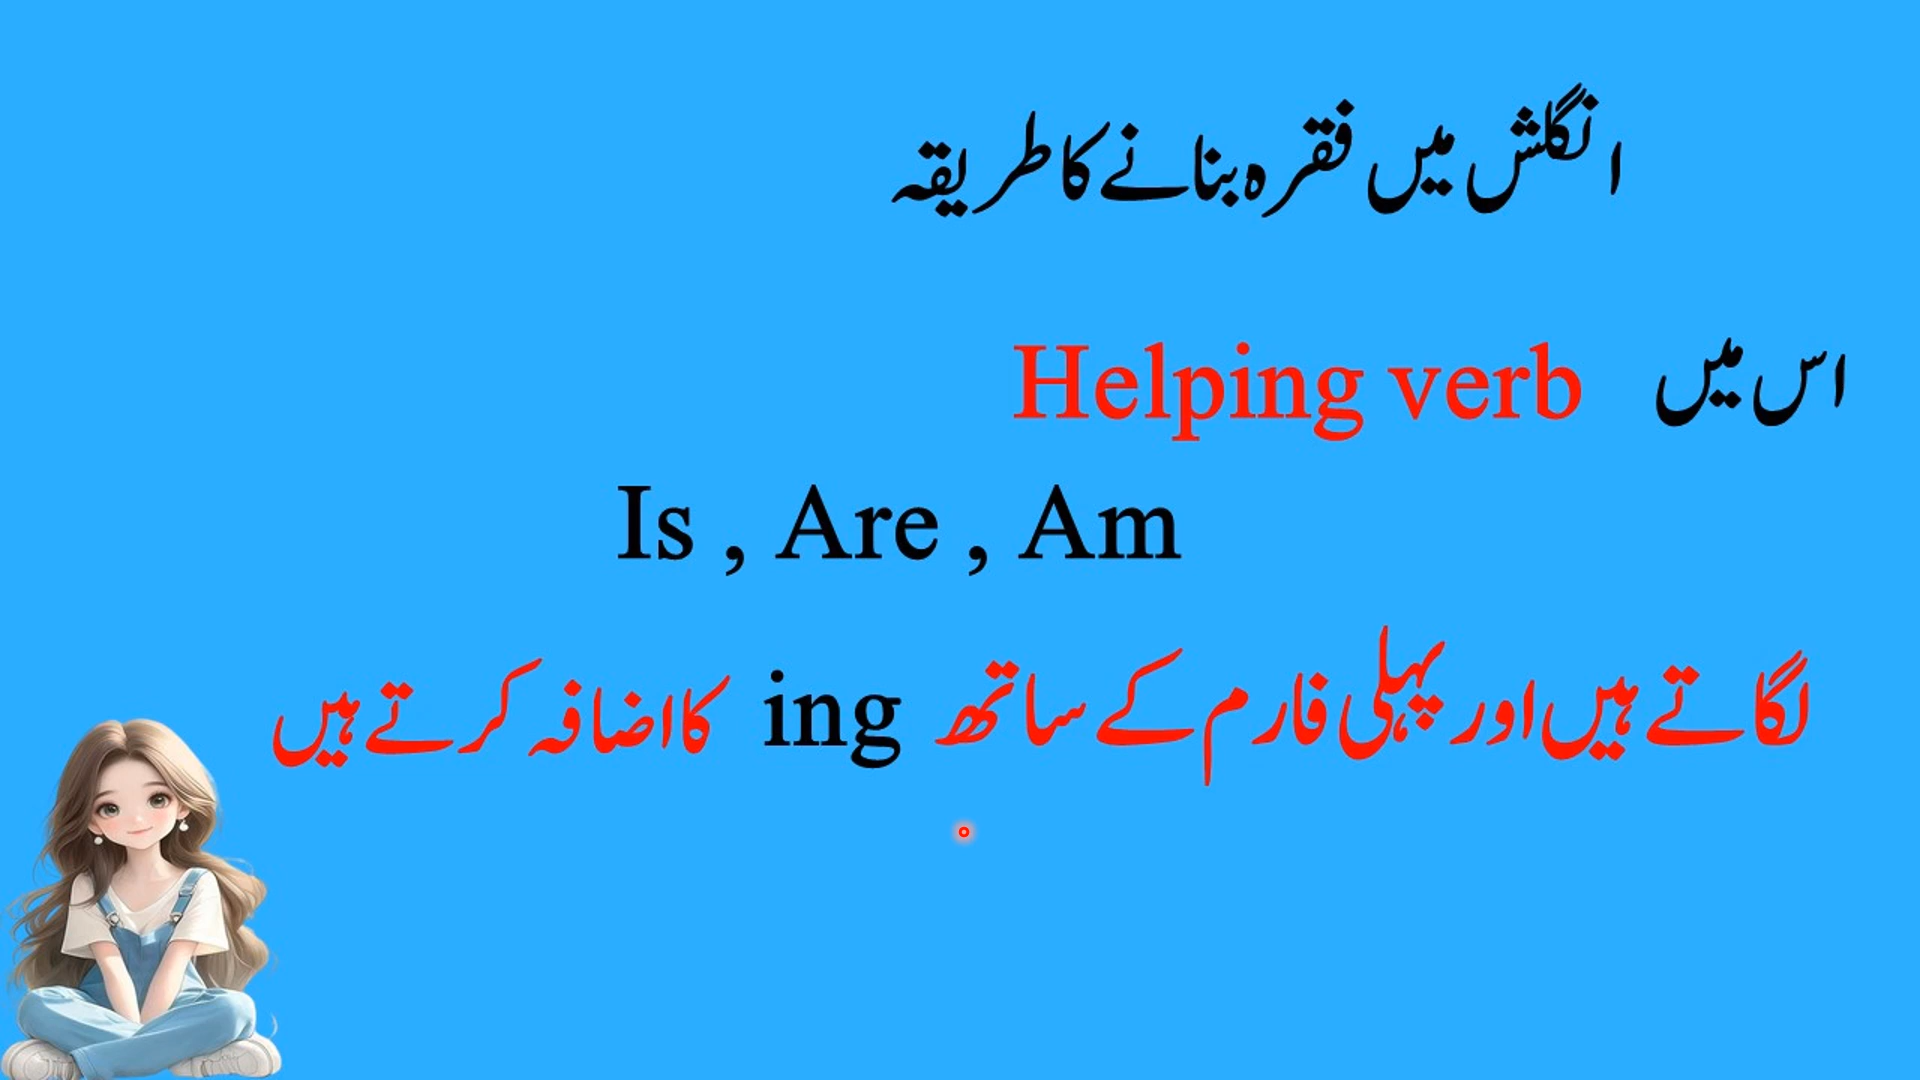 انگلش میں فقرہ بنانے کا طریقہ
اس میں Helping verb
Is , Are , Am
لگاتے ہیں اور پہلی فارم کے ساتھ ing کا اضافہ کرتے ہیں